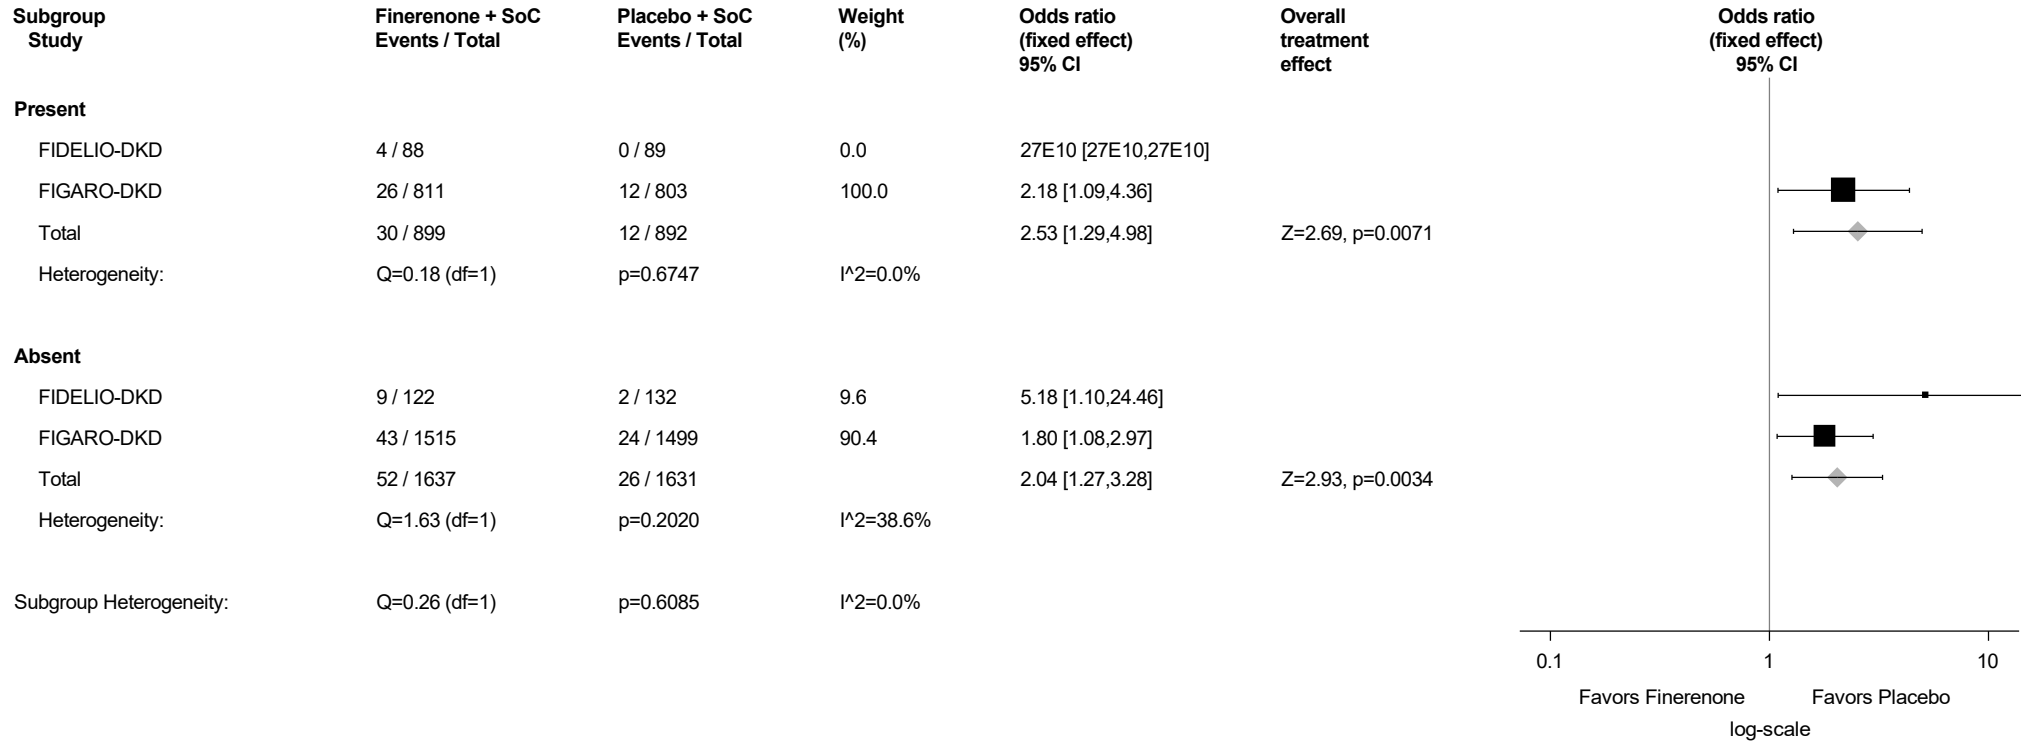 Subgroup Finerenone + SoC Placebo + SoC Weight Odds ratio Overall Odds ratio
Study Events / Total Events / Total (%) (fixed effect) treatment (fixed effect)
95% CI effect 95% CI
Present
FIDELIO-DKD 4 / 88 0 / 89 0.0 27E10 [27E10,27E10]
FIGARO-DKD 26 / 811 12 / 803 100.0 2.18 [1.09,4.36]
Total 30 / 899 12 / 892 2.53 [1.29,4.98] Z=2.69, p=0.0071
Heterogeneity: Q=0.18 (df=1) p=0.6747 I^2=0.0%
Absent
FIDELIO-DKD 9 / 122 2 / 132 9.6 5.18 [1.10,24.46]
FIGARO-DKD 43 / 1515 24 / 1499 90.4 1.80 [1.08,2.97]
Total 52 / 1637 26 / 1631 2.04 [1.27,3.28] Z=2.93, p=0.0034
Heterogeneity: Q=1.63 (df=1) p=0.2020 I^2=38.6%
Subgroup Heterogeneity: Q=0.26 (df=1) p=0.6085 I^2=0.0%
0.1 1 10
Favors Finerenone Favors Placebo
log-scale